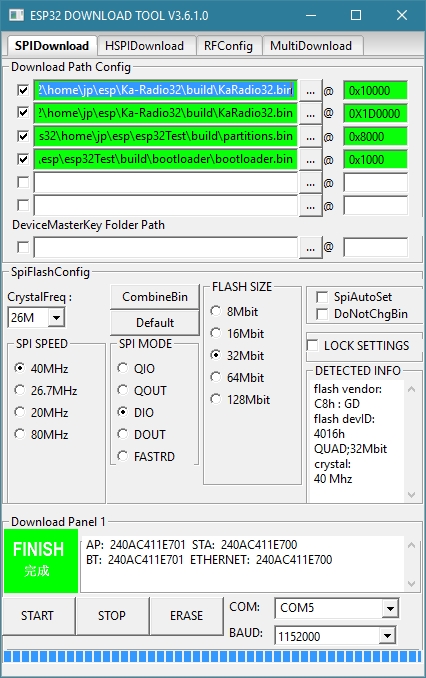 ESP32 DOWNLOAD TOOL V3.6.1.0
SPIDownload HSPIDownload RFConfig MultiDownload
Download Path Config
?\home\jp\esp\Ka-Radio32\build\KaRadio32.bin ... @ 0x10000
?\home\jp\esp\Ka-Radio32\build\KaRadio32.bin ... @ 0X1D0000
s32\home\jp\esp\esp32Test\build\partitions.bin ... @ 0x8000
.esp\esp32Test\build\bootloader\bootloader.bin ... @ 0x1000
... @
... @
DeviceMasterKey Folder Path
... @
SpiFlashConfig
CrystalFreq :
26M
CombineBin
Default
SPI SPEED
40MHz
26.7MHz
20MHz
80MHz
SPI MODE
QIO
QOUT
DIO
DOUT
FASTRD
FLASH SIZE
8Mbit
16Mbit
32Mbit
64Mbit
128Mbit
SpiAutoSet
DoNotChgBin
LOCK SETTINGS
DETECTED INFO
flash vendor:
C8h : GD
flash devID:
4016h
QUAD;32Mbit
crystal:
40 Mhz
Download Panel 1
FINISH
完成
AP: 240AC411E701 STA: 240AC411E700
BT: 240AC411E701 ETHERNET: 240AC411E700
START STOP ERASE
COM: COM5
BAUD: 1152000